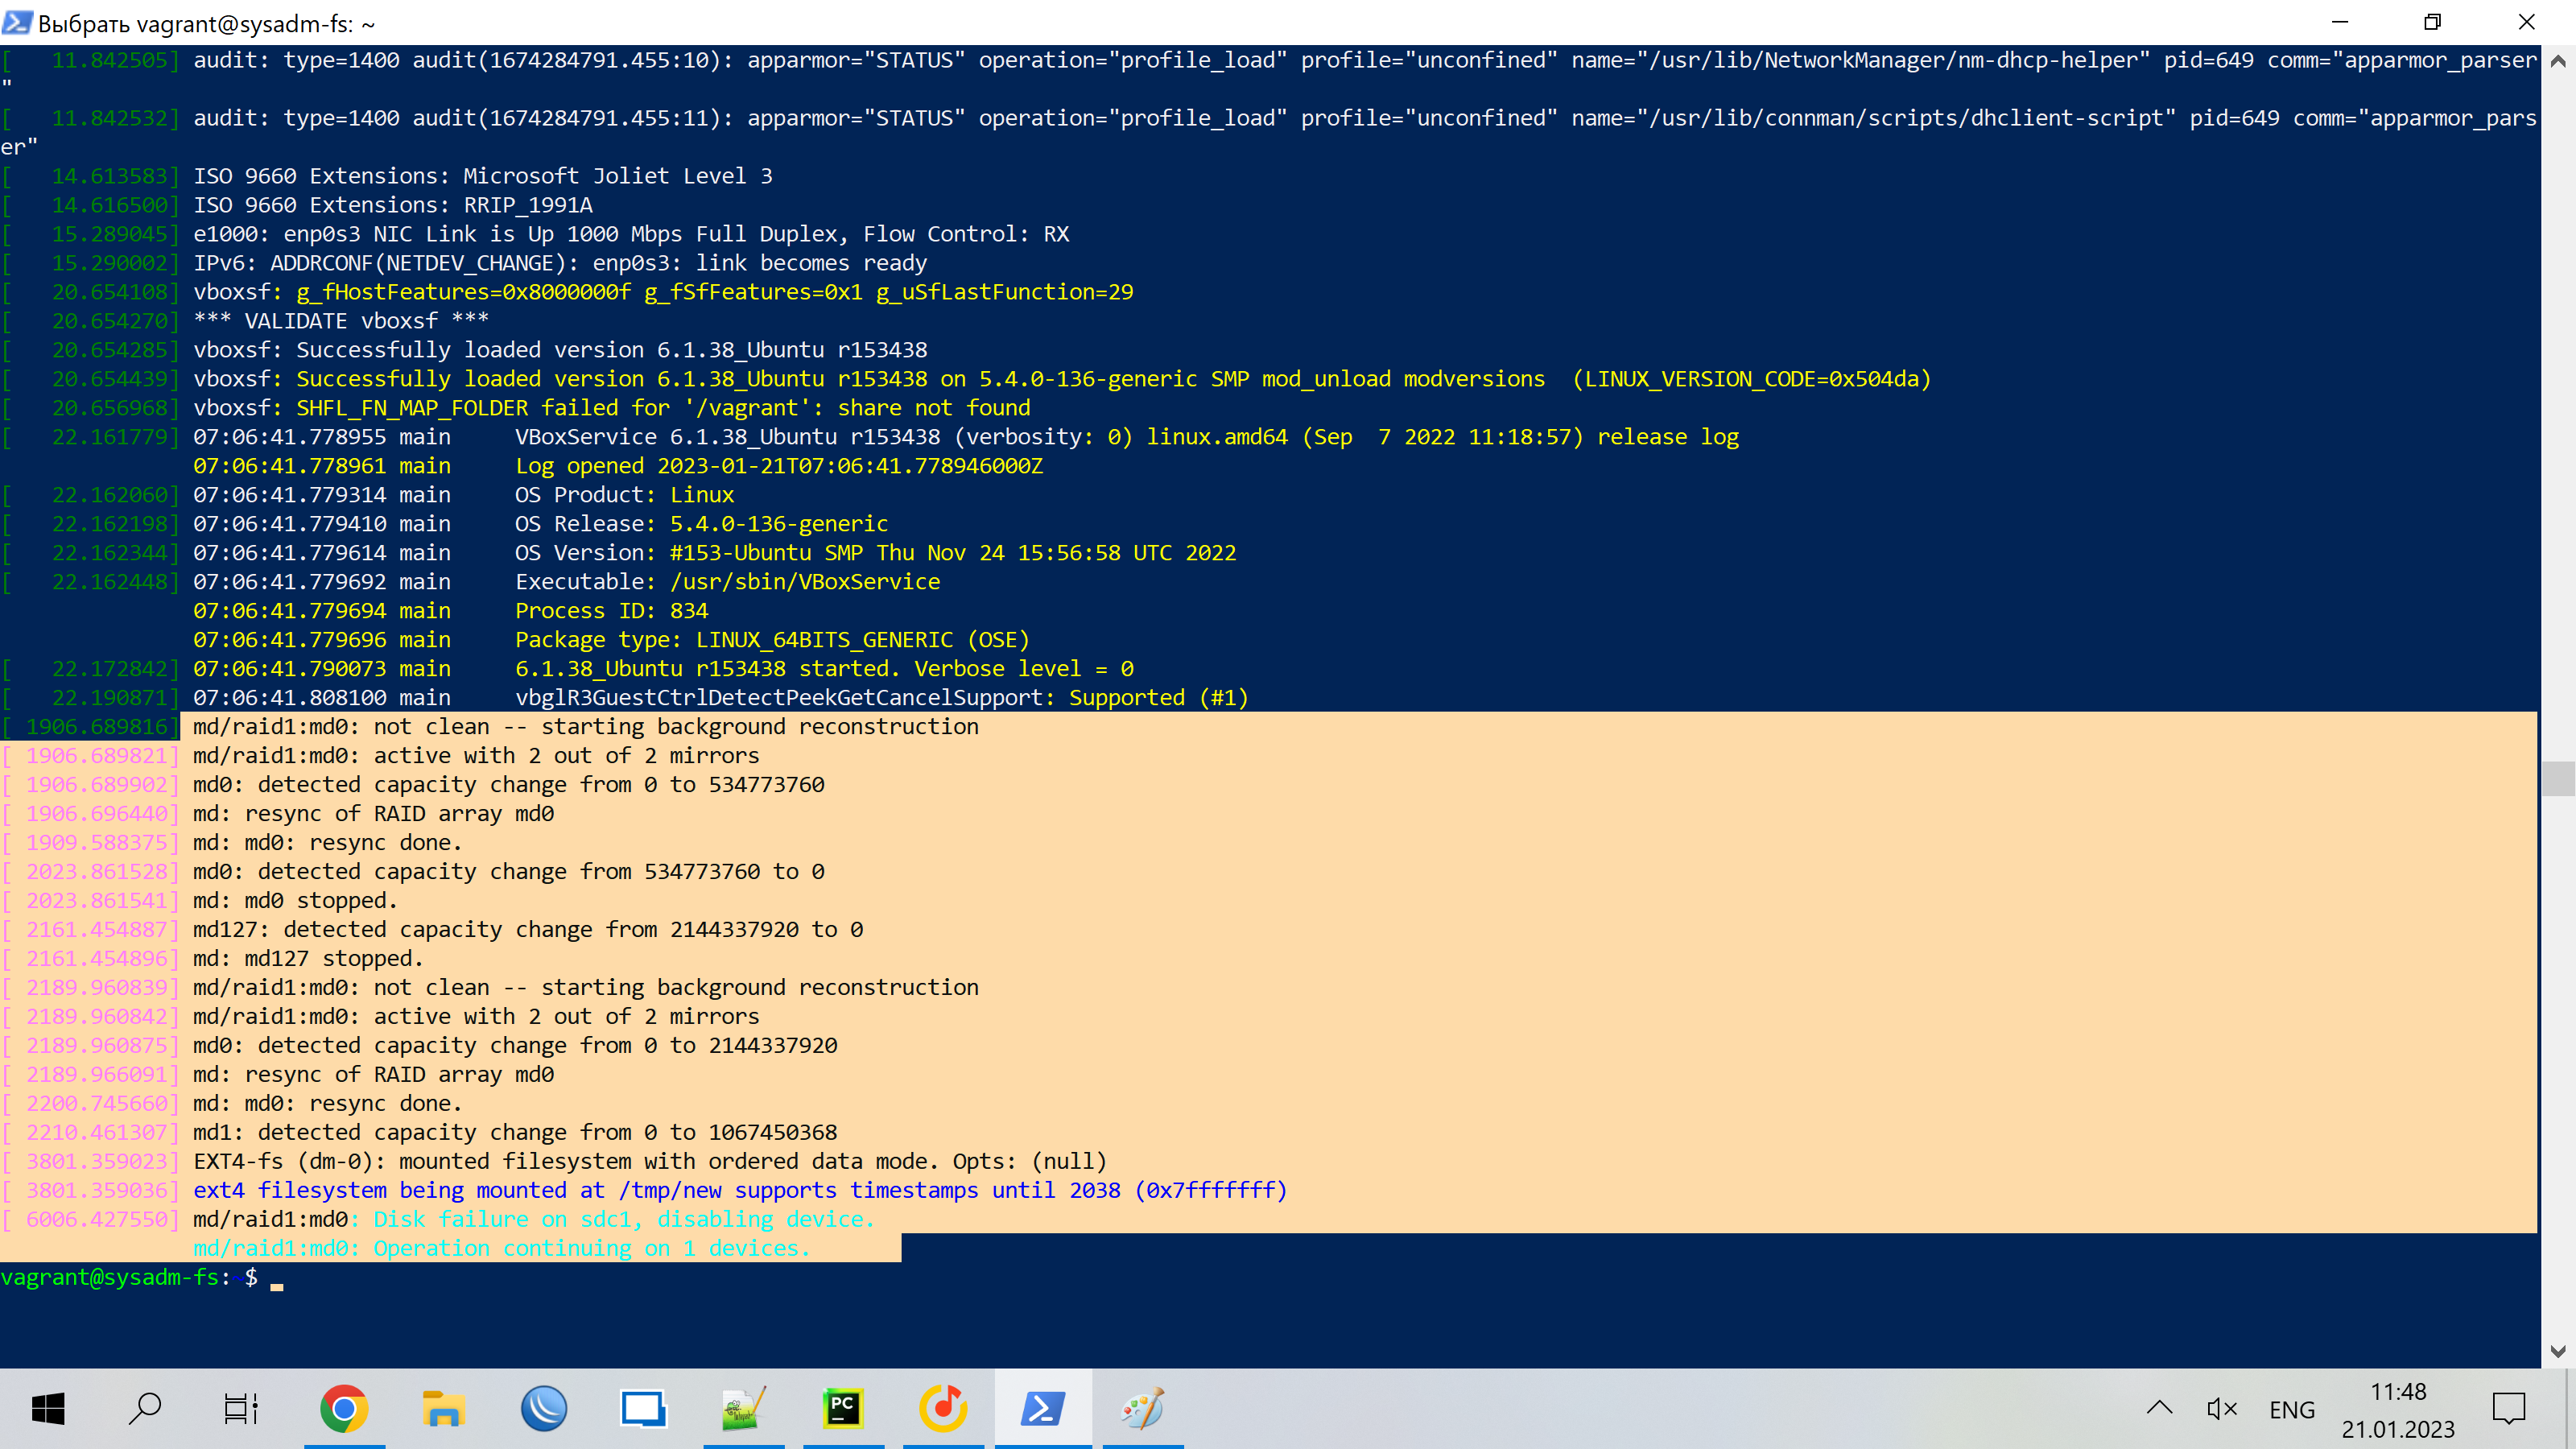 Выбрать vagrant@sysadm-fs: ~
[   11.842505] audit: type=1400 audit(1674284791.455:10): apparmor="STATUS" operation="profile_load" profile="unconfined" name="/usr/lib/NetworkManager/nm-dhcp-helper" pid=649 comm="apparmor_parser
"
[   11.842532] audit: type=1400 audit(1674284791.455:11): apparmor="STATUS" operation="profile_load" profile="unconfined" name="/usr/lib/connman/scripts/dhclient-script" pid=649 comm="apparmor_pars
er"
[   14.613583] ISO 9660 Extensions: Microsoft Joliet Level 3
[   14.616500] ISO 9660 Extensions: RRIP_1991A
[   15.289045] e1000: enp0s3 NIC Link is Up 1000 Mbps Full Duplex, Flow Control: RX
[   15.290002] IPv6: ADDRCONF(NETDEV_CHANGE): enp0s3: link becomes ready
[   20.654108] vboxsf: g_fHostFeatures=0x8000000f g_fSfFeatures=0x1 g_uSfLastFunction=29
[   20.654270] *** VALIDATE vboxsf ***
[   20.654285] vboxsf: Successfully loaded version 6.1.38_Ubuntu r153438
[   20.654439] vboxsf: Successfully loaded version 6.1.38_Ubuntu r153438 on 5.4.0-136-generic SMP mod_unload modversions  (LINUX_VERSION_CODE=0x504da)
[   20.656968] vboxsf: SHFL_FN_MAP_FOLDER failed for '/vagrant': share not found
[   22.161779] 07:06:41.778955 main     VBoxService 6.1.38_Ubuntu r153438 (verbosity: 0) linux.amd64 (Sep  7 2022 11:18:57) release log
               07:06:41.778961 main     Log opened 2023-01-21T07:06:41.778946000Z
[   22.162060] 07:06:41.779314 main     OS Product: Linux
[   22.162198] 07:06:41.779410 main     OS Release: 5.4.0-136-generic
[   22.162344] 07:06:41.779614 main     OS Version: #153-Ubuntu SMP Thu Nov 24 15:56:58 UTC 2022
[   22.162448] 07:06:41.779692 main     Executable: /usr/sbin/VBoxService
               07:06:41.779694 main     Process ID: 834
               07:06:41.779696 main     Package type: LINUX_64BITS_GENERIC (OSE)
[   22.172842] 07:06:41.790073 main     6.1.38_Ubuntu r153438 started. Verbose level = 0
[   22.190871] 07:06:41.808100 main     vbglR3GuestCtrlDetectPeekGetCancelSupport: Supported (#1)
[ 1906.689816] md/raid1:md0: not clean -- starting background reconstruction
[ 1906.689821] md/raid1:md0: active with 2 out of 2 mirrors
[ 1906.689902] md0: detected capacity change from 0 to 534773760
[ 1906.696440] md: resync of RAID array md0
[ 1909.588375] md: md0: resync done.
[ 2023.861528] md0: detected capacity change from 534773760 to 0
[ 2023.861541] md: md0 stopped.
[ 2161.454887] md127: detected capacity change from 2144337920 to 0
[ 2161.454896] md: md127 stopped.
[ 2189.960839] md/raid1:md0: not clean -- starting background reconstruction
[ 2189.960842] md/raid1:md0: active with 2 out of 2 mirrors
[ 2189.960875] md0: detected capacity change from 0 to 2144337920
[ 2189.966091] md: resync of RAID array md0
[ 2200.745660] md: md0: resync done.
[ 2210.461307] md1: detected capacity change from 0 to 1067450368
[ 3801.359023] EXT4-fs (dm-0): mounted filesystem with ordered data mode. Opts: (null)
[ 3801.359036] ext4 filesystem being mounted at /tmp/new supports timestamps until 2038 (0x7fffffff)
[ 6006.427550] md/raid1:md0: Disk failure on sdc1, disabling device.
               md/raid1:md0: Operation continuing on 1 devices.
vagrant@sysadm-fs:~$
PC
ENG
11:48
21.01.2023